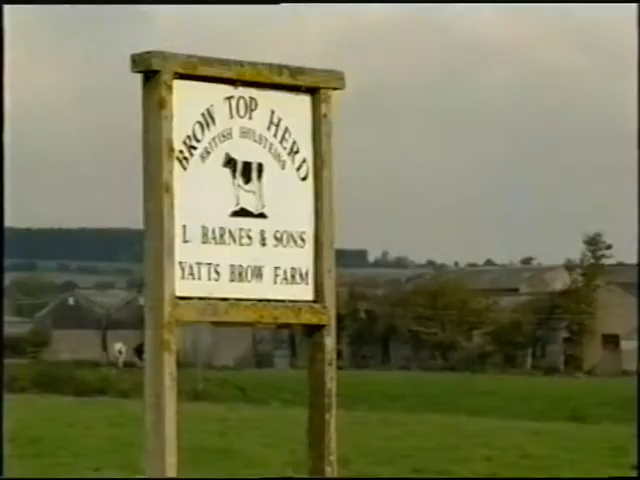 BROW TOP HERD
BRITISH HOLSTEINS
L BARNES & SONS
YATTS BROW FARM